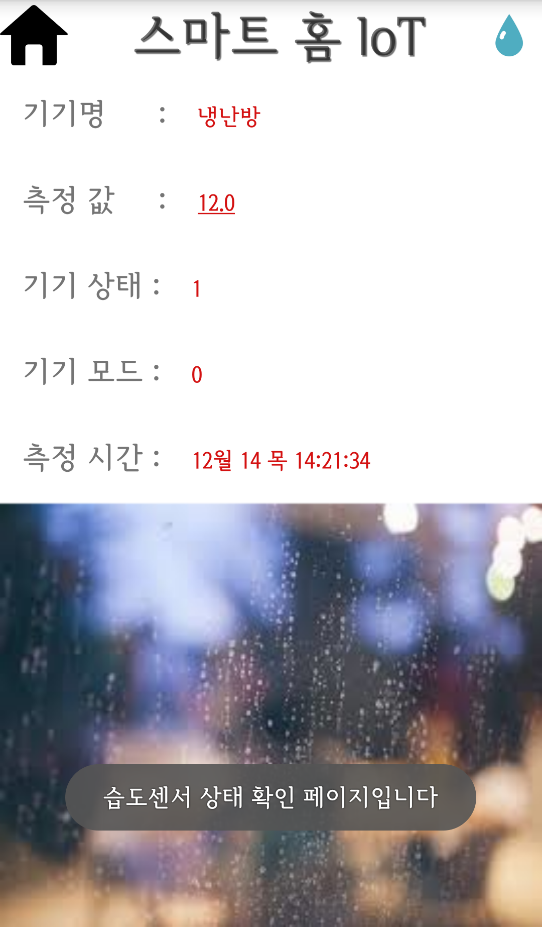 스마트 홈 IoT
기기명 : 냉난방
측정 값 : 12.0
기기 상태 : 1
기기 모드 : 0
측정 시간 : 12월 14 목 14:21:34
습도센서 상태 확인 페이지입니다